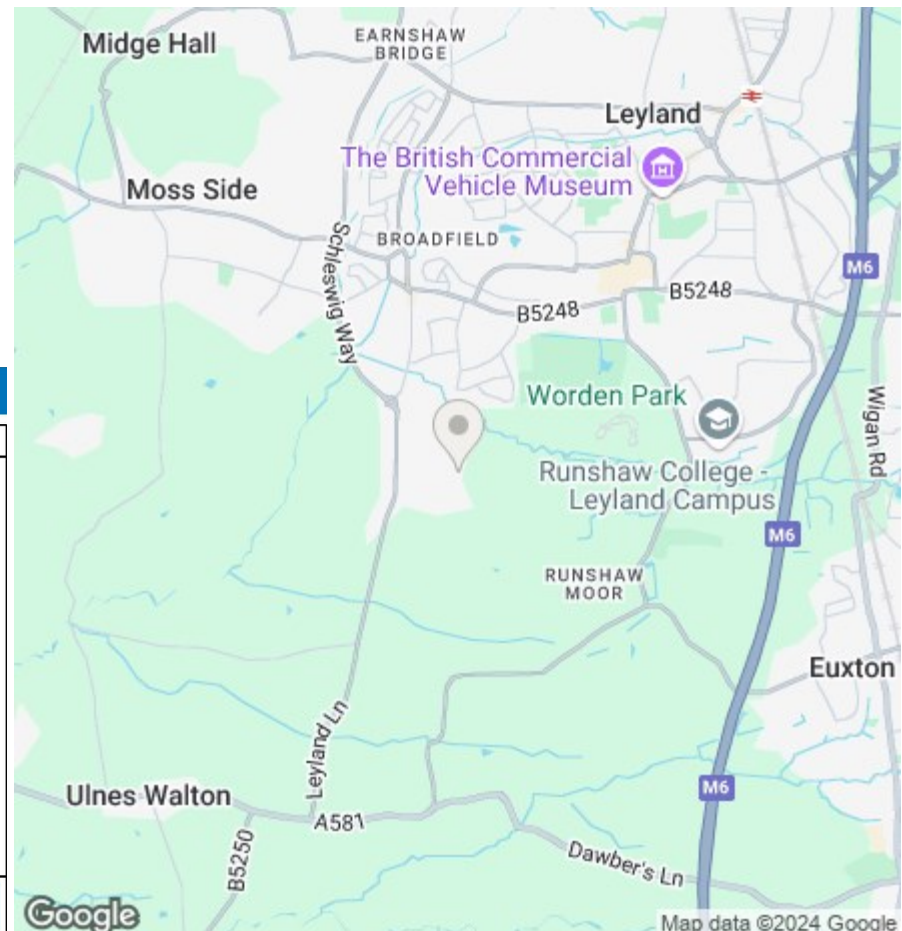 Midge Hall
EARNSHAW
BRIDGE
Leyland
The British Commercial
Vehicle Museum
Moss Side
Schleswig Way
BROADFIELD
M6
B5248
B5248
Worden Park
Wigan Rd
Runshaw College -
Leyland Campus
M6
RUNSHAW
MOOR
Euxton
Leyland Ln
Ulnes Walton
M6
A581
B5250
Dawber's Ln
Google
Map data ©2024 Google